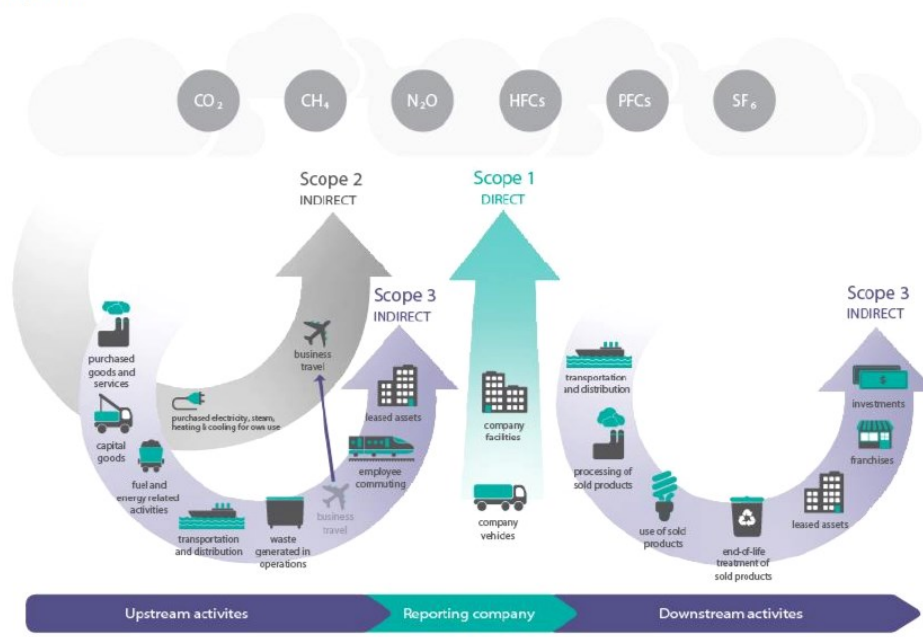 CO₂
CH₄
N₂O
HFCs
PFCs
SF₆
Scope 2
INDIRECT
Scope 1
DIRECT
Scope 3
INDIRECT
Scope 3
INDIRECT
purchased
goods and
services
capital
goods
fuel and
energy related
activities
purchased electricity, steam,
heating & cooling for own use
transportation
and distribution
waste
generated in
operations
business
travel
business
travel
employee
commuting
leased assets
company
facilities
company
vehicles
transportation
and distribution
processing of
sold products
use of sold
products
end-of-life
treatment of
sold products
leased assets
franchises
investments
Upstream activites
Reporting company
Downstream activites